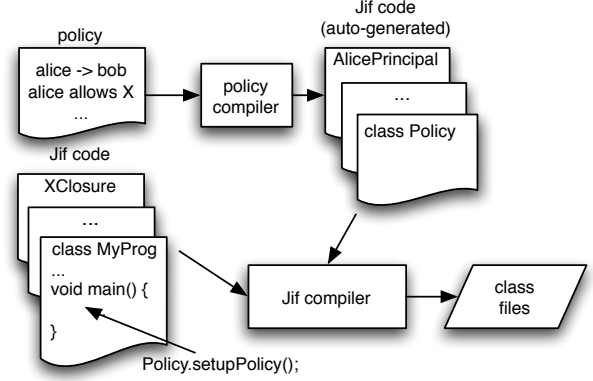 policy
alice -> bob
alice allows X
...
policy
compiler
Jif code
(auto-generated)
AlicePrincipal
...
class Policy
Jif code
XClosure
...
class MyProg
...
void main() {
}
Policy.setupPolicy();
Jif compiler
class
files